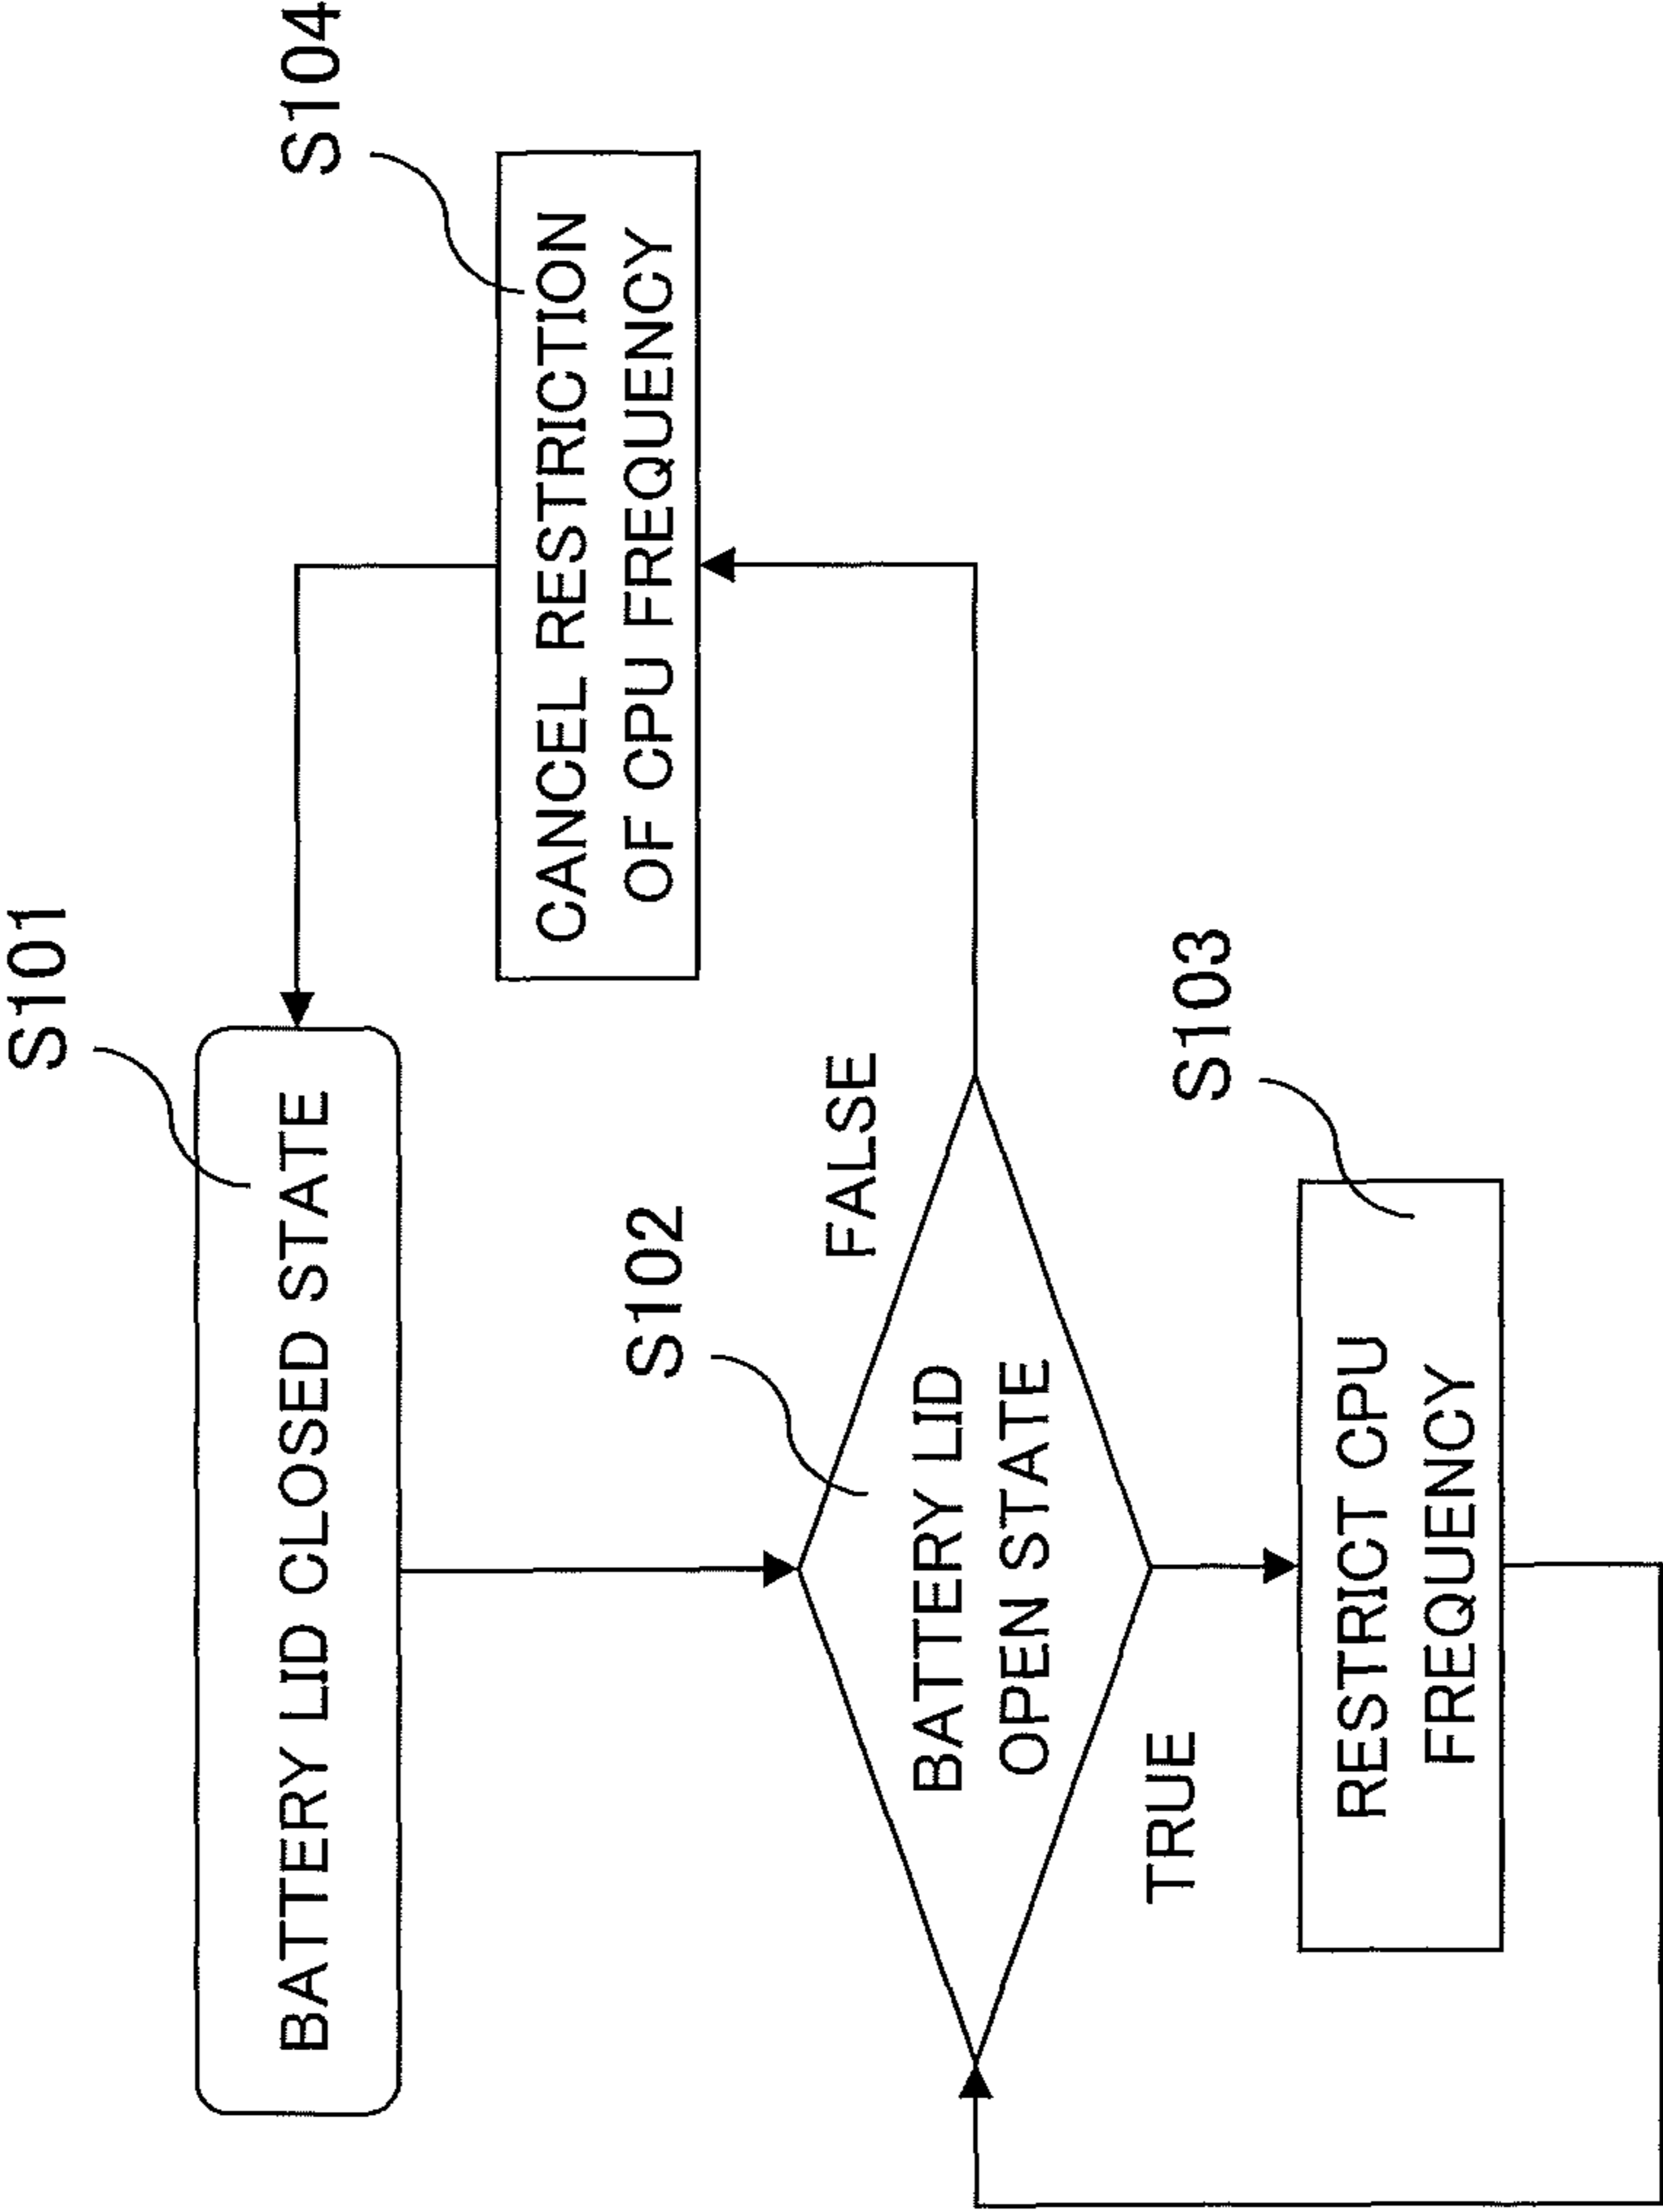 S101
BATTERY LID CLOSED STATE
S104
CANCEL RESTRICTION
OF CPU FREQUENCY
S102
FALSE
BATTERY LID
OPEN STATE
TRUE
S103
RESTRICT CPU
FREQUENCY